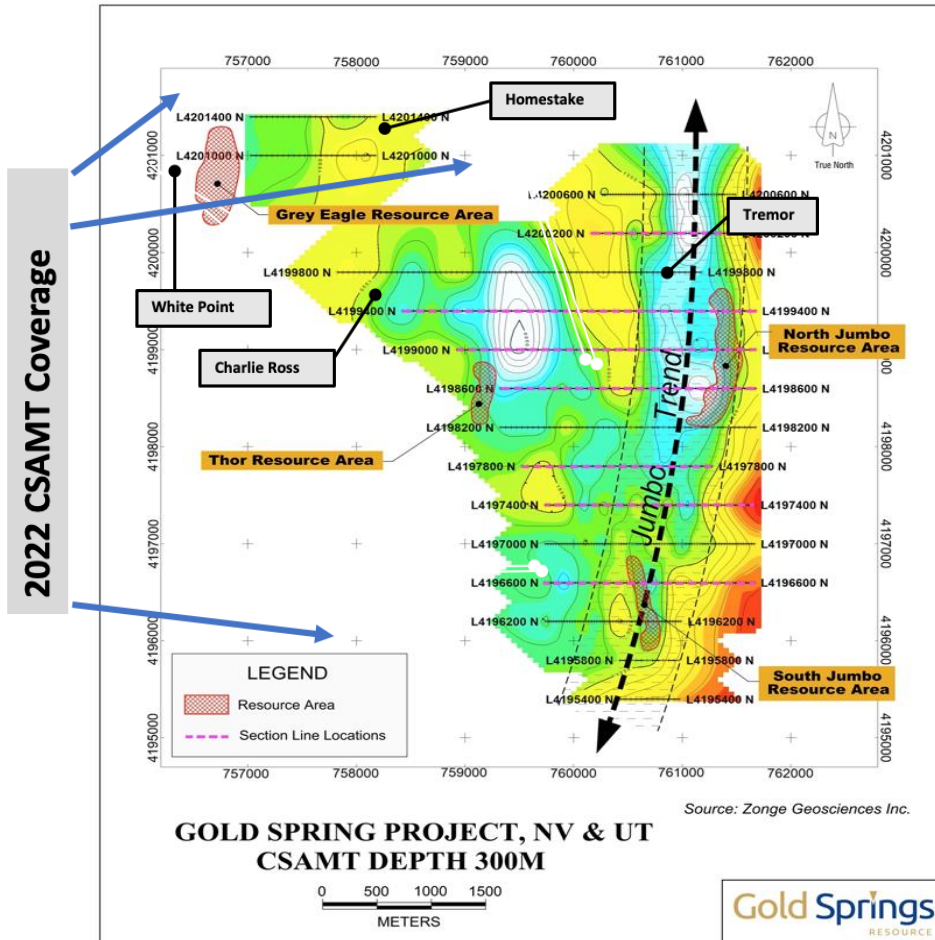 2022 CSAMT Coverage
757000 758000 759000 760000 761000 762000
Homestake
L4201400 N L4201400 N
4201000 L4201000 N L4201000 N 4201000
N
True North
L4200600 N L4200600 N
Grey Eagle Resource Area
Tremor
L4200200 N L4200200 N
4200000 4200000
L4199800 N L4199800 N
White Point
L4199400 N L4199400 N
North Jumbo
Resource Area
Charlie Ross
4199000 L4199000 N
L4198600 N L4198600 N
Jumbo Trend
L4198200 N L4198200 N
Thor Resource Area
4198000 4198000
L4197800 N L4197800 N
L4197400 N L4197400 N
4197000 L4197000 N L4197000 N 4197000
L4196600 N L4196600 N
L4196200 N L4196200 N
4196000 4196000
LEGEND
Resource Area
Section Line Locations
L4195800 N L4195800 N
South Jumbo
Resource Area
L4195400 N L4195400 N
4195000 4195000
757000 758000 759000 760000 761000 762000
Source: Zonge Geosciences Inc.
GOLD SPRING PROJECT, NV & UT
CSAMT DEPTH 300M
0 500 1000 1500
METERS
Gold Springs
RESOURCE